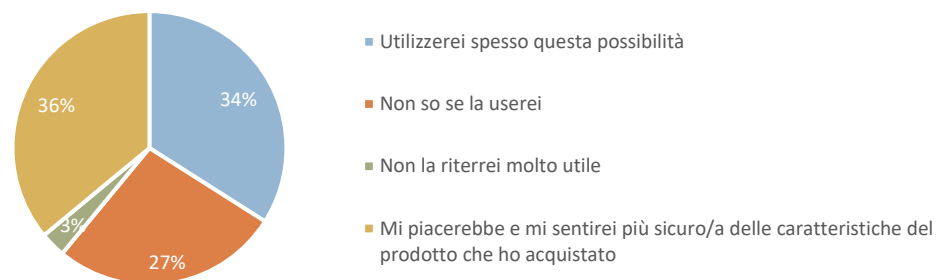 34%
36%
3%
27%
Utilizzerei spesso questa possibilità
Non so se la userei
Non la riterrei molto utile
Mi piacerebbe e mi sentirei più sicuro/a delle caratteristiche del
prodotto che ho acquistato